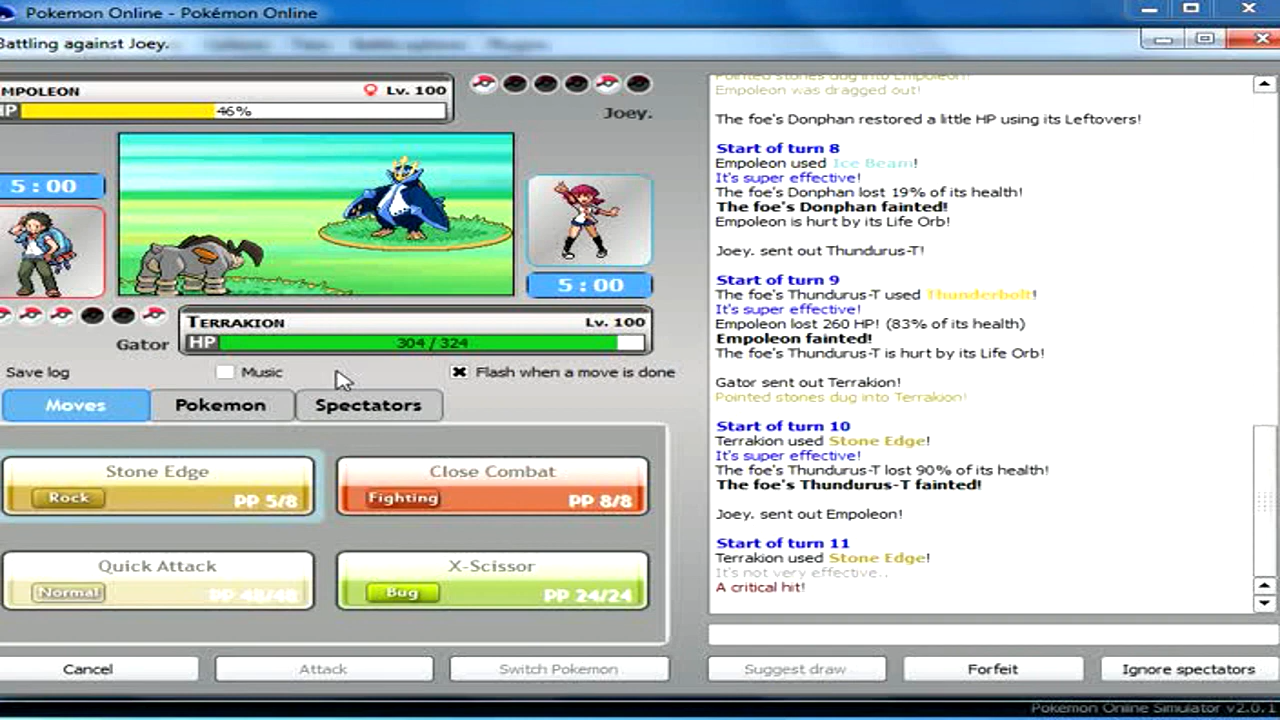 Pokemon Online - Pokémon Online
Battling against Joey.
MPOLEON Lv. 100
HP 46%
Joey.
5:00
5:00
TERRAKION Lv. 100
HP 304 / 324
Gator
Save log
Music
Flash when a move is done
Moves
Pokemon
Spectators
Stone Edge
Rock PP 5/8
Close Combat
Fighting PP 8/8
Quick Attack
Normal PP 48/48
X-Scissor
Bug PP 24/24
Cancel
Attack
Switch Pokemon
Pointed stones dug into Empoleon!
Empoleon was dragged out!
The foe's Donphan restored a little HP using its Leftovers!
Start of turn 8
Empoleon used Ice Beam!
It's super effective!
The foe's Donphan lost 19% of its health!
The foe's Donphan fainted!
Empoleon is hurt by its Life Orb!
Joey. sent out Thundurus-T!
Start of turn 9
The foe's Thundurus-T used Thunderbolt!
It's super effective!
Empoleon lost 260 HP! (83% of its health)
Empoleon fainted!
The foe's Thundurus-T is hurt by its Life Orb!
Gator sent out Terrakion!
Pointed stones dug into Terrakion!
Start of turn 10
Terrakion used Stone Edge!
It's super effective!
The foe's Thundurus-T lost 90% of its health!
The foe's Thundurus-T fainted!
Joey. sent out Empoleon!
Start of turn 11
Terrakion used Stone Edge!
It's not very effective...
A critical hit!
Suggest draw
Forfeit
Ignore spectators
Pokemon Online Simulator v2.0.1